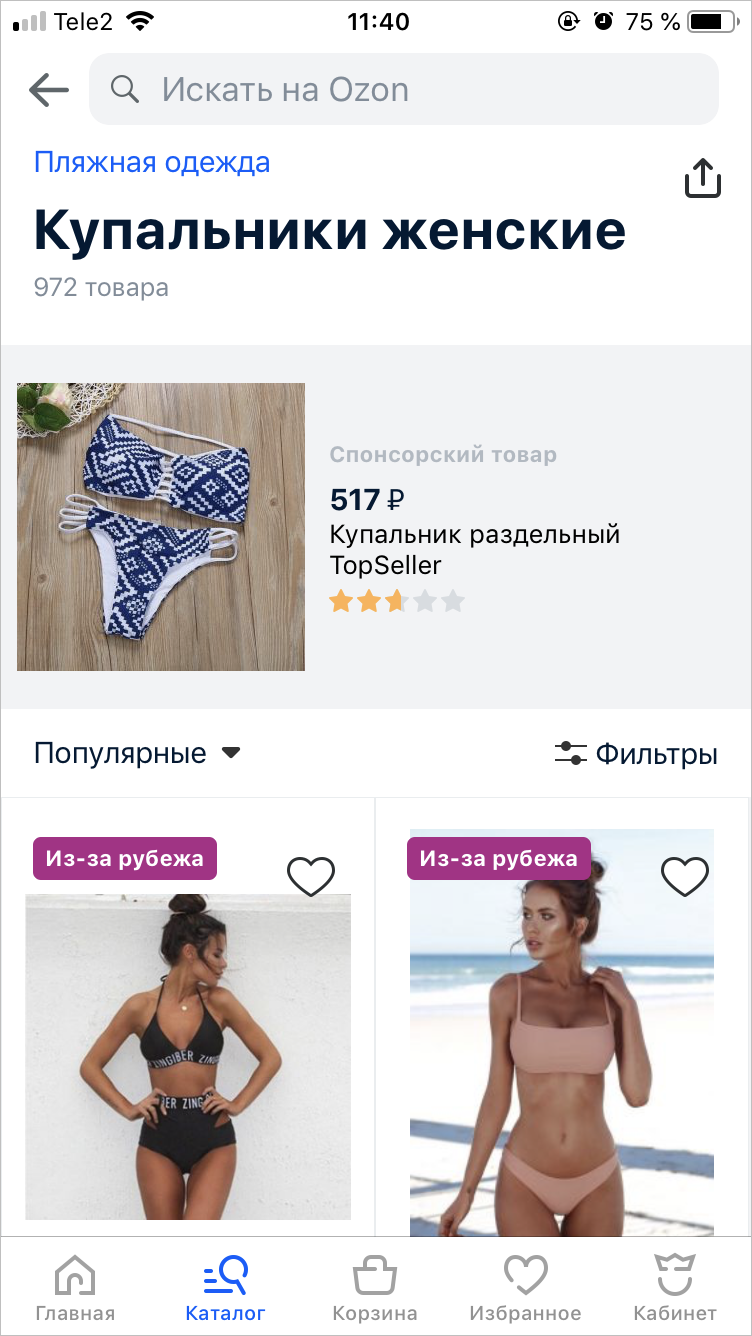 Tele2
11:40
75 %
Искать на Ozon
Пляжная одежда
Купальники женские
972 товара
Спонсорский товар
517 ₽
Купальник раздельный
TopSeller
Популярные
Фильтры
Из-за рубежа
Из-за рубежа
ZINGIBER ZING
BER ZING
Главная
Каталог
Корзина
Избранное
Кабинет